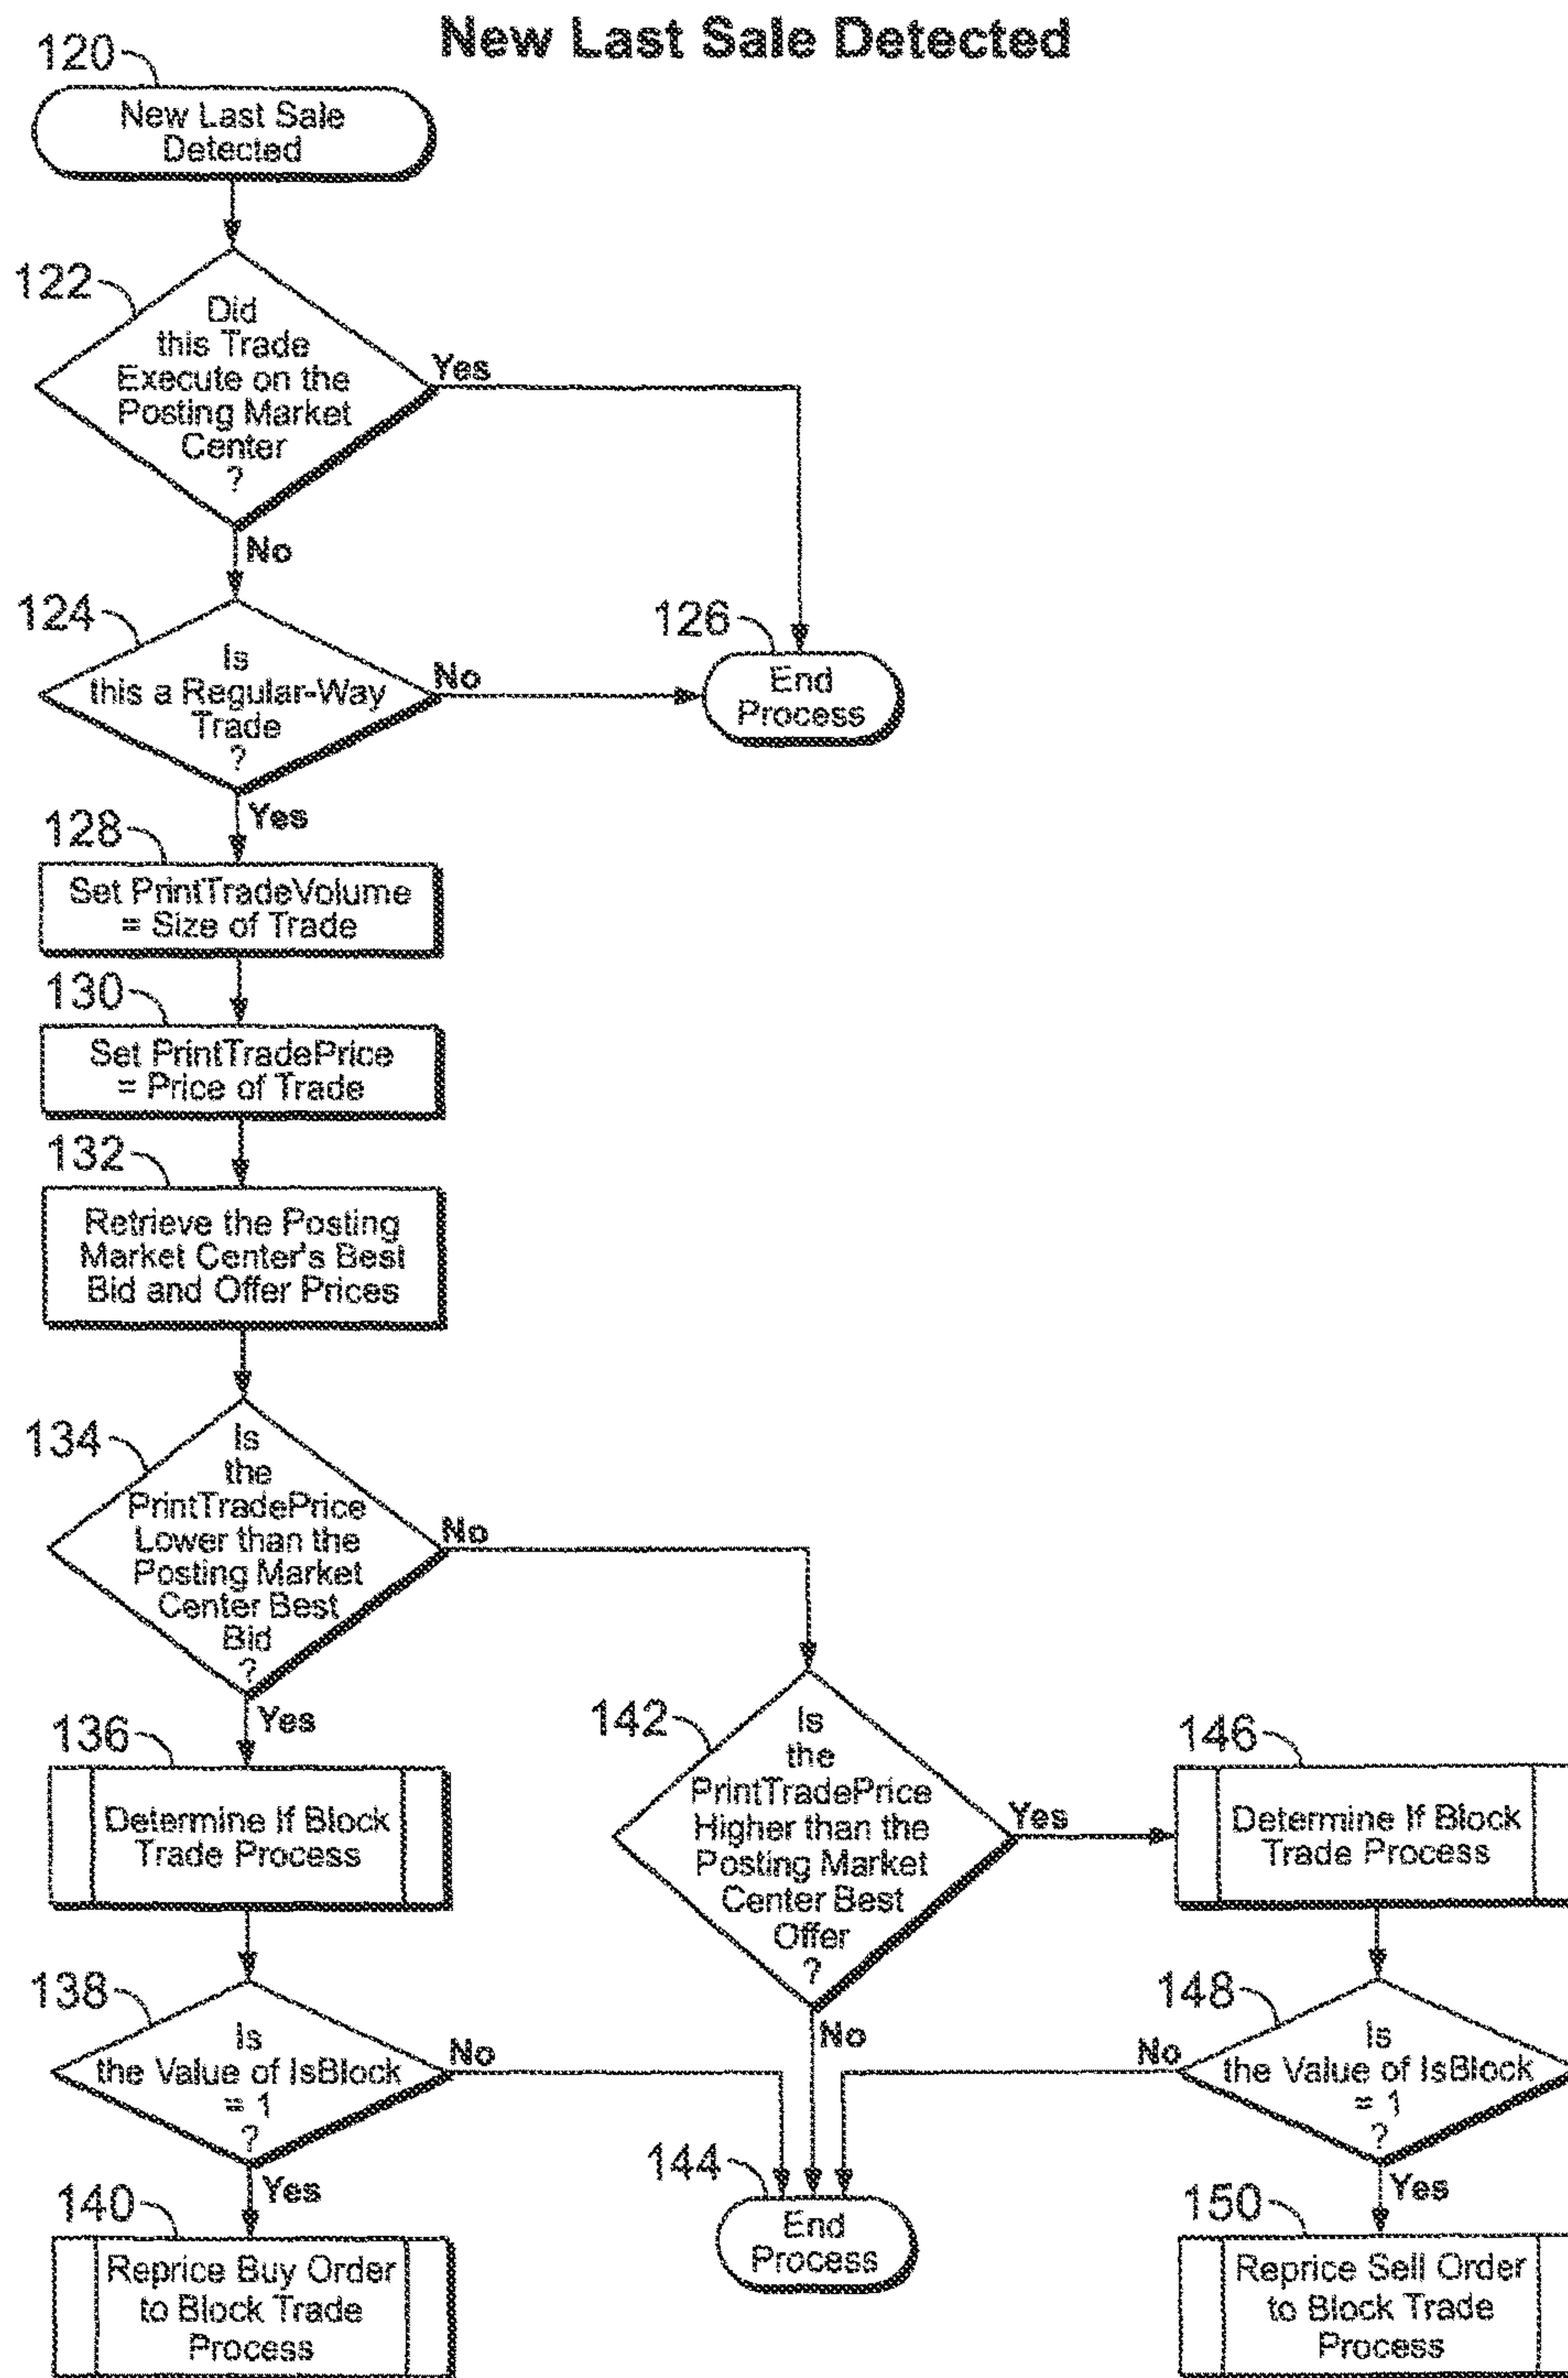 New Last Sale Detected
120
New Last Sale
Detected
122
Did
this Trade
Execute on the
Posting Market
Center
?
Yes
No
124
Is
this a Regular-Way
Trade
?
No
126
End
Process
Yes
128
Set PrintTradeVolume
= Size of Trade
130
Set PrintTradePrice
= Price of Trade
132
Retrieve the Posting
Market Center's Best
Bid and Offer Prices
134
Is
the
PrintTradePrice
Lower than the
Posting Market
Center Best
Bid
?
No
Yes
136
Determine If Block
Trade Process
142
Is
the
PrintTradePrice
Higher than the
Posting Market
Center Best
Offer
?
Yes
No
146
Determine If Block
Trade Process
138
Is
the Value of IsBlock
= 1
?
No
Yes
148
Is
the Value of IsBlock
= 1
?
No
Yes
144
End
Process
140
Reprice Buy Order
to Block Trade
Process
150
Reprice Sell Order
to Block Trade
Process